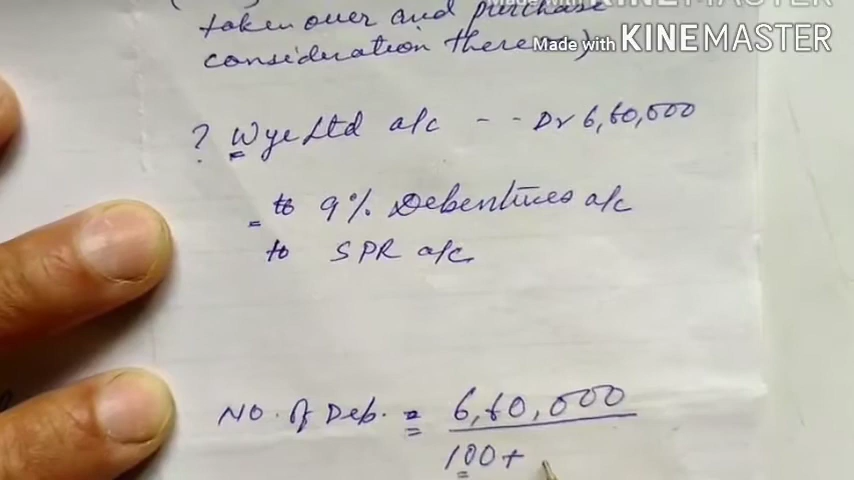 taken over and purchase
consideration thereof)
Made with KINEMASTER
? Wye Ltd a/c - - Dr 6,60,000
= to 9% Debentures a/c
to SPR a/c
No. of Deb. = 6,60,000
100+